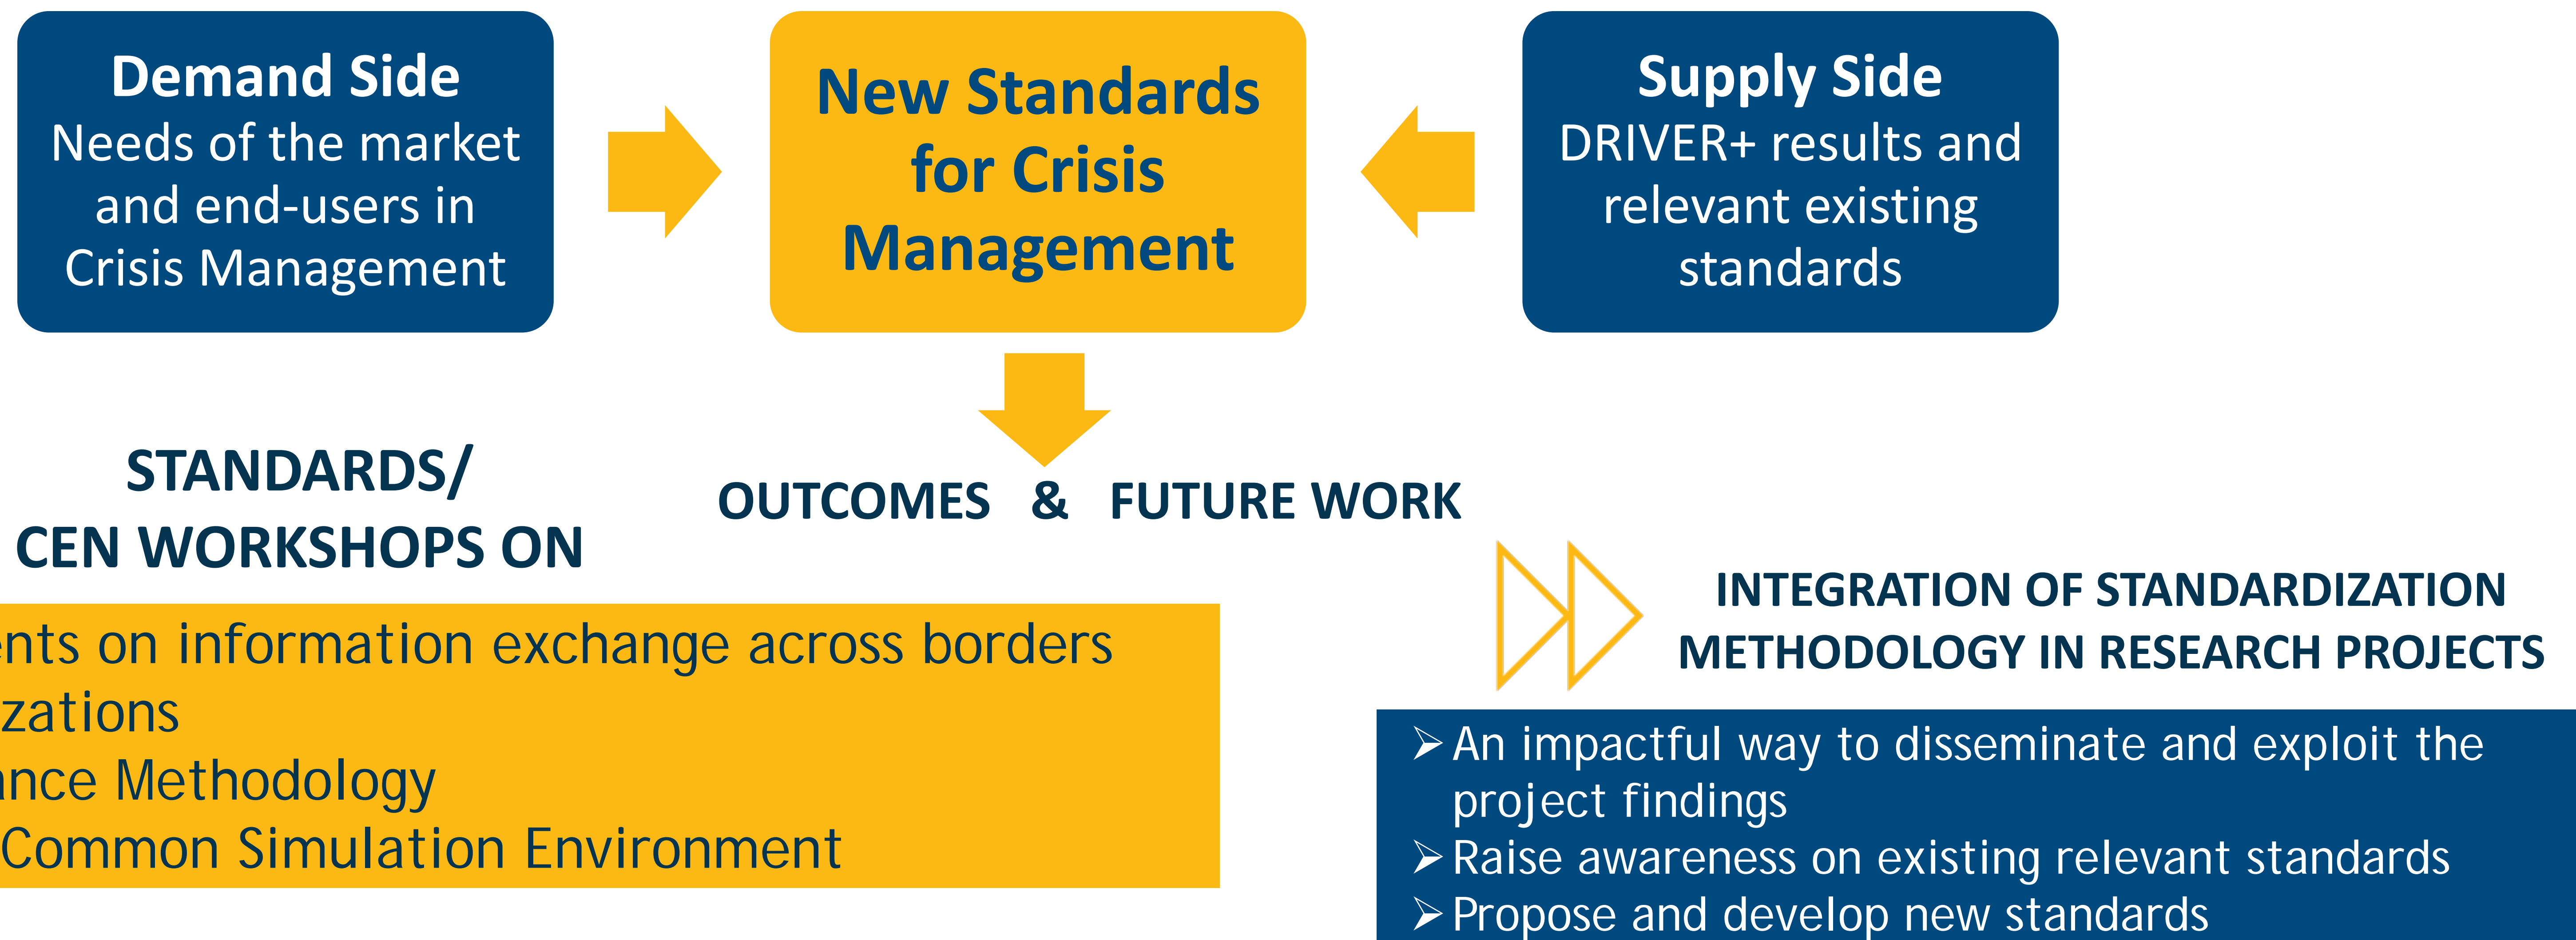 Demand Side
Needs of the market
and end-users in
Crisis Management
New Standards
for Crisis
Management
Supply Side
DRIVER+ results and
relevant existing
standards
OUTCOMES & FUTURE WORK
STANDARDS/
CEN WORKSHOPS ON
on information exchange across borders
Methodology
Common Simulation Environment
INTEGRATION OF STANDARDIZATION
METHODOLOGY IN RESEARCH PROJECTS
➢ An impactful way to disseminate and exploit the
project findings
➢ Raise awareness on existing relevant standards
➢ Propose and develop new standards